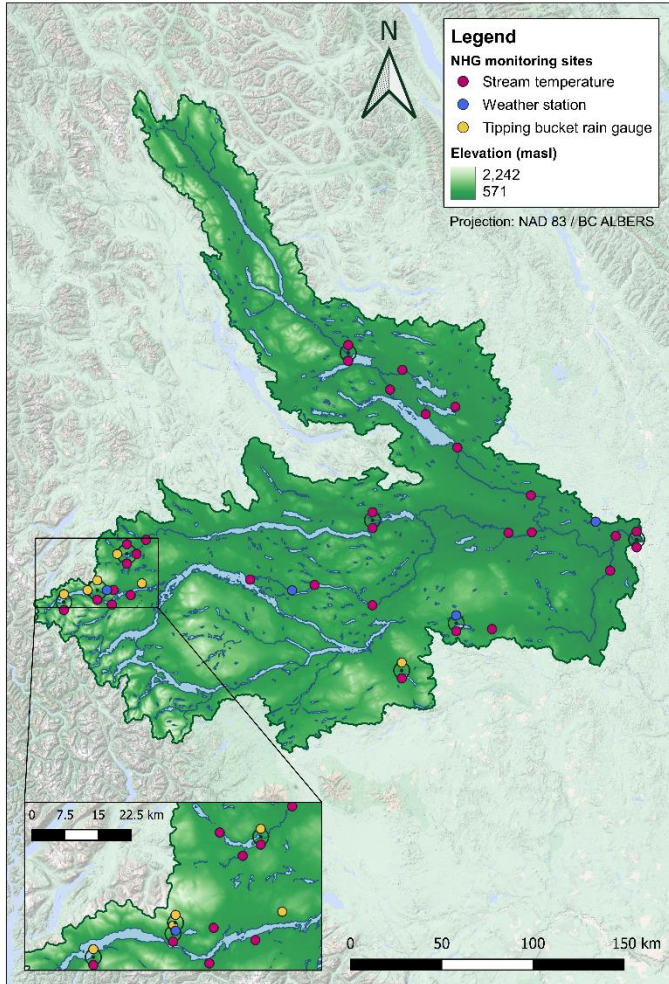 N
Legend
NHG monitoring sites
Stream temperature
Weather station
Tipping bucket rain gauge
Elevation (masl)
2,242
571
Projection: NAD 83 / BC ALBERS
0 7.5 15 22.5 km
0 50 100 150 km